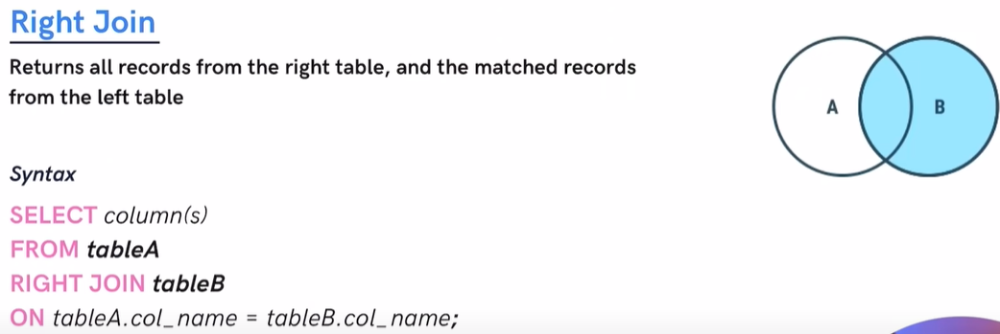 Right Join
Returns all records from the right table, and the matched records
from the left table
A
B
Syntax
SELECT column(s)
FROM tableA
RIGHT JOIN tableB
ON tableA.col_name = tableB.col_name;